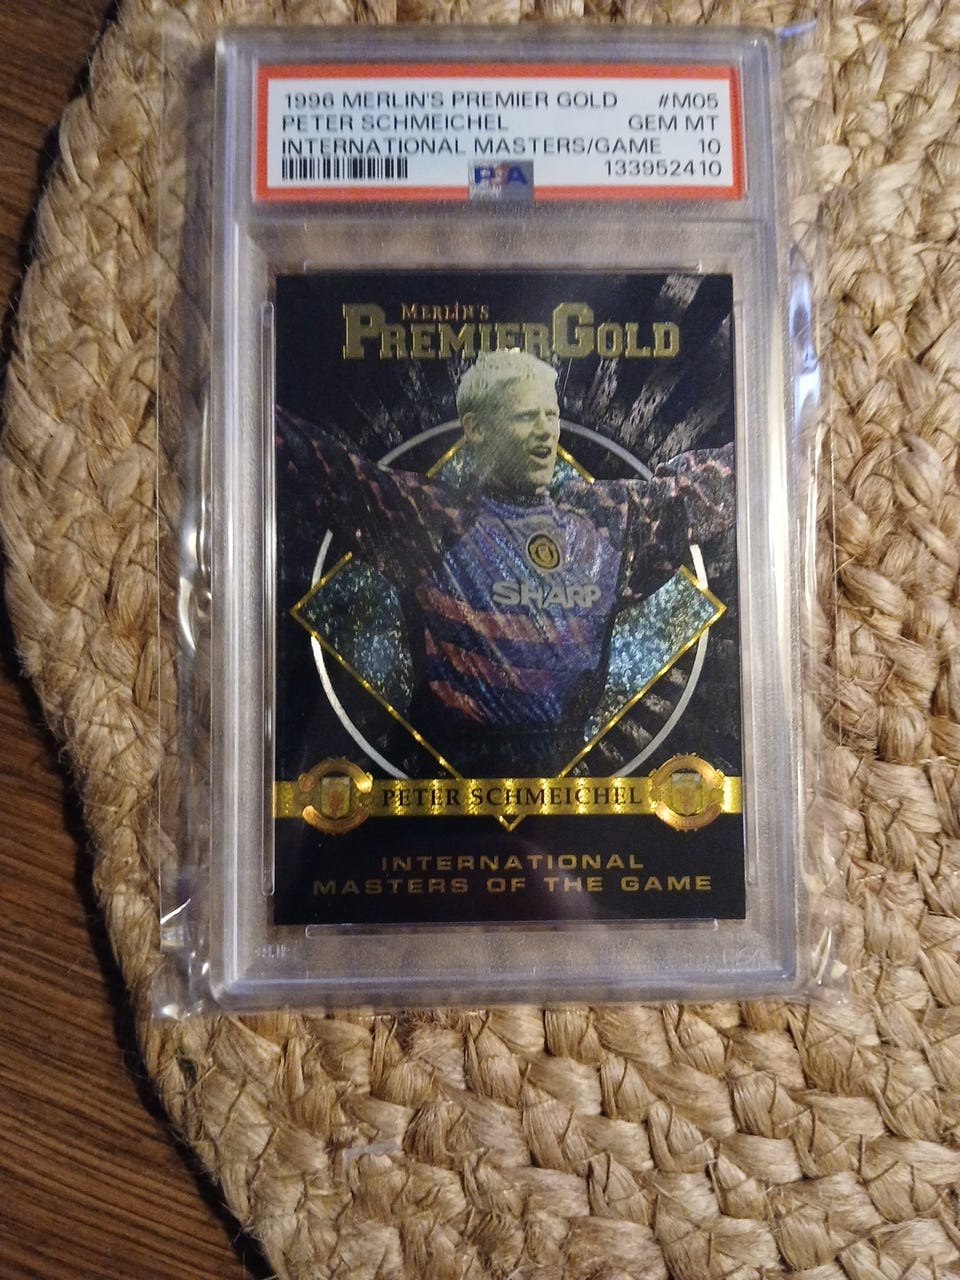 1996 MERLIN'S PREMIER GOLD #M05
PETER SCHMEICHEL GEM MT
INTERNATIONAL MASTERS/GAME 10
133952410
PSA
MERLIN'S
PREMIER GOLD
SHARP
PETER SCHMEICHEL
INTERNATIONAL
MASTERS OF THE GAME